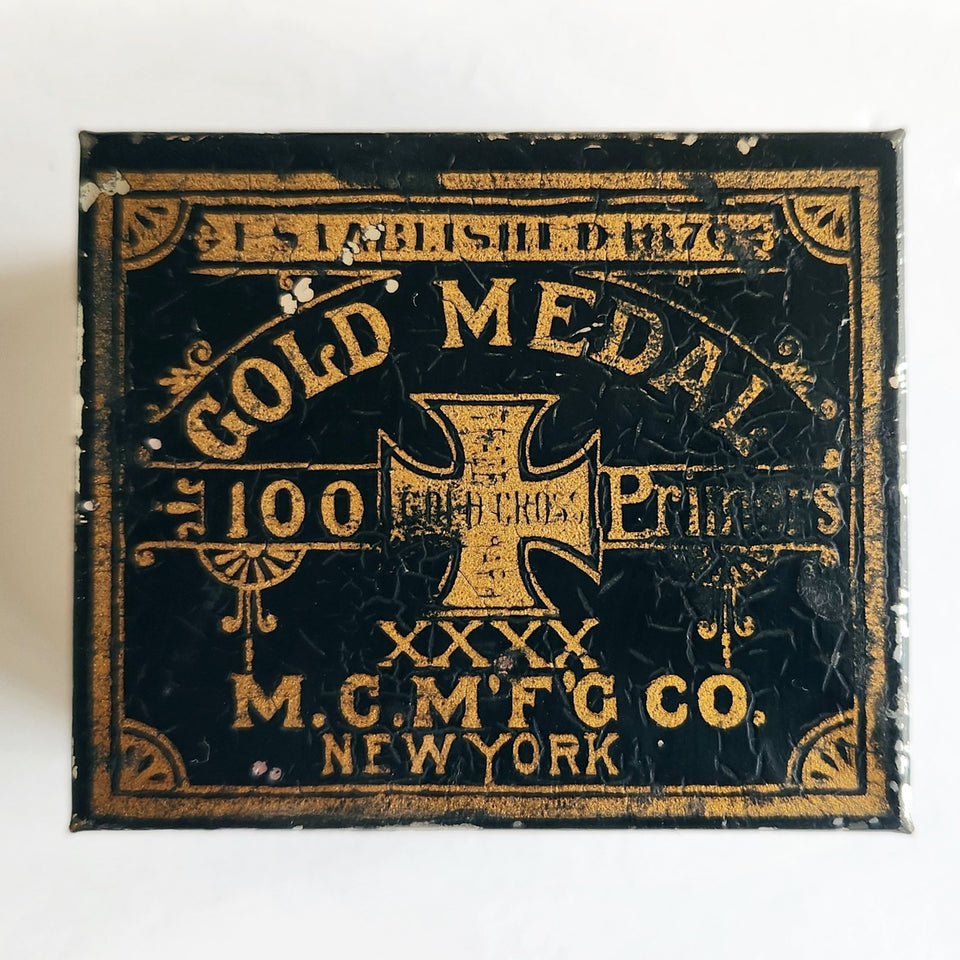 ESTABLISHED 1876
GOLD MEDAL
100 GOLD CROSS Primers
XXXX
M.C.M'F'G CO.
NEW YORK